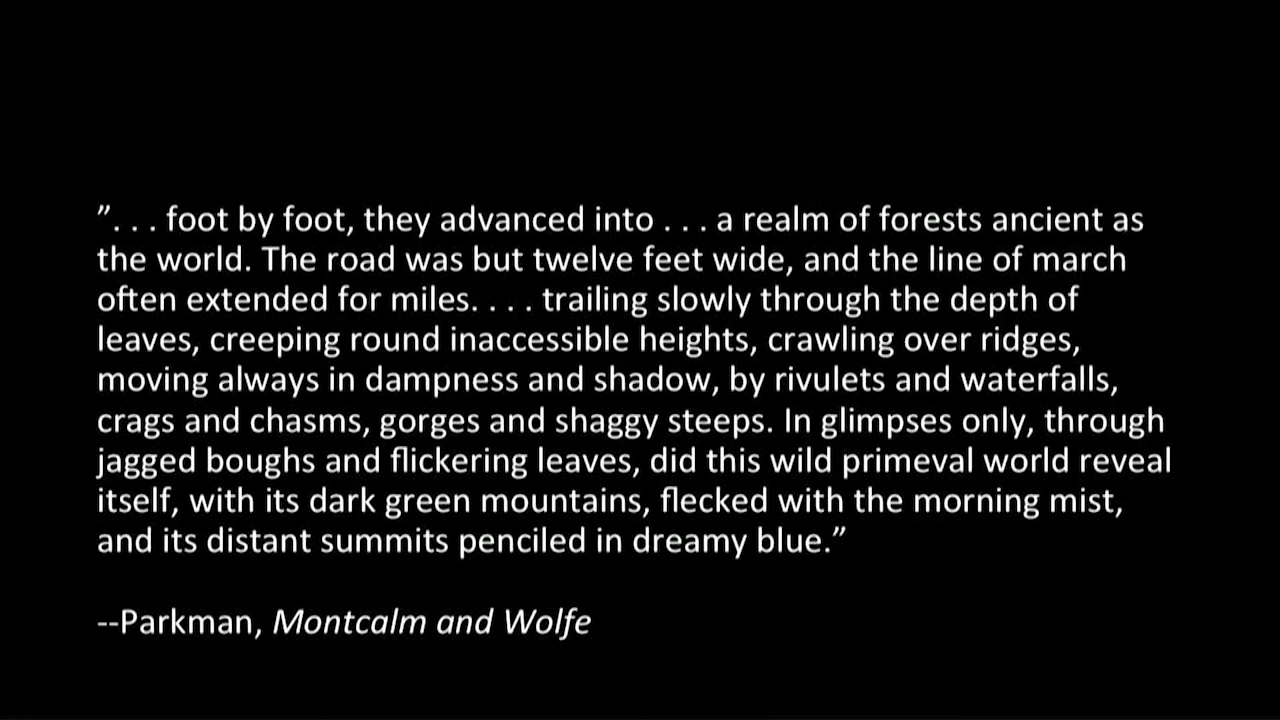 ”. . . foot by foot, they advanced into . . . a realm of forests ancient as
the world. The road was but twelve feet wide, and the line of march
often extended for miles. . . . trailing slowly through the depth of
leaves, creeping round inaccessible heights, crawling over ridges,
moving always in dampness and shadow, by rivulets and waterfalls,
crags and chasms, gorges and shaggy steeps. In glimpses only, through
jagged boughs and flickering leaves, did this wild primeval world reveal
itself, with its dark green mountains, flecked with the morning mist,
and its distant summits penciled in dreamy blue.”
--Parkman, Montcalm and Wolfe